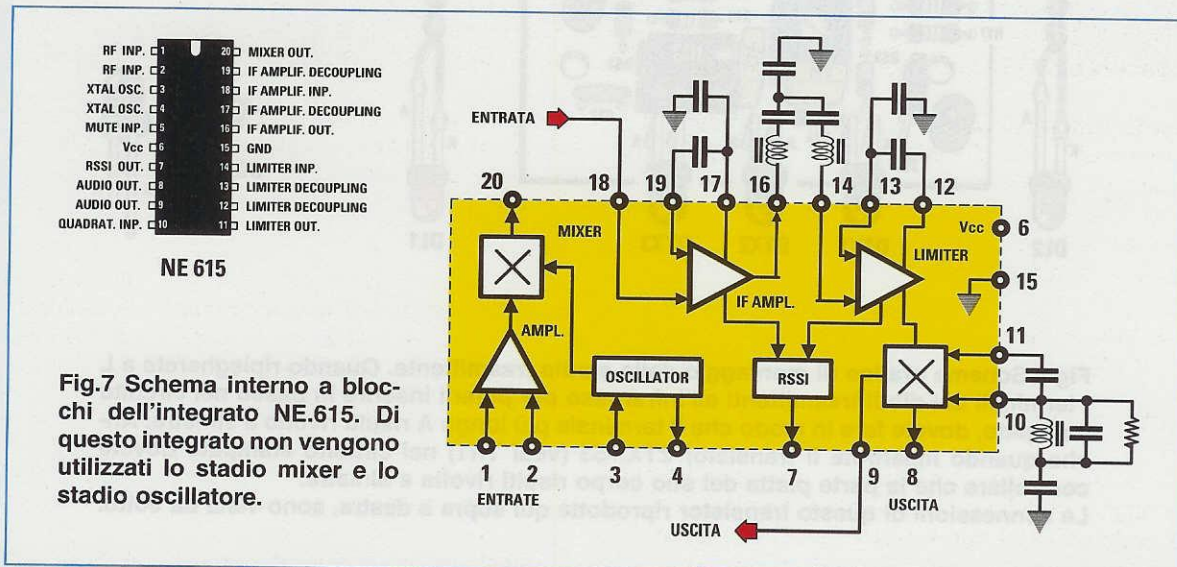 RF INP. 1
RF INP. 2
XTAL OSC. 3
XTAL OSC. 4
MUTE INP. 5
Vcc 6
RSSI OUT. 7
AUDIO OUT. 8
AUDIO OUT. 9
QUADRAT. INP. 10
20 MIXER OUT.
19 IF AMPLIF. DECOUPLING
18 IF AMPLIF. INP.
17 IF AMPLIF. DECOUPLING
16 IF AMPLIF. OUT.
15 GND
14 LIMITER INP.
13 LIMITER DECOUPLING
12 LIMITER DECOUPLING
11 LIMITER OUT.
NE 615
Fig.7 Schema interno a bloc-
chi dell'integrato NE.615. Di
questo integrato non vengono
utilizzati lo stadio mixer e lo
stadio oscillatore.
ENTRATA
20 18 19 17 16 14 13 12
MIXER
Vcc 6
LIMITER
15
IF AMPL.
AMPL.
11
OSCILLATOR
RSSI
10
1 2 3 4 7 9 8
ENTRATE
USCITA
USCITA